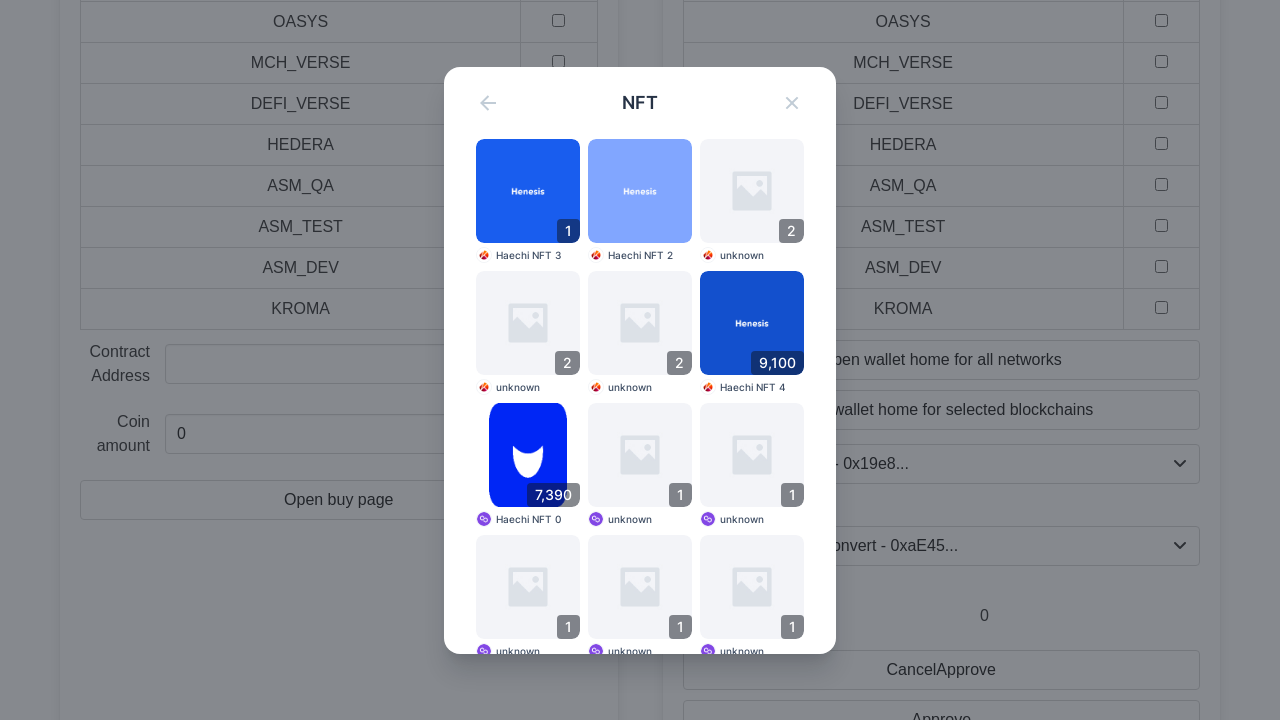 OASYS
MCH_VERSE
DEFI_VERSE
HEDERA
ASM_QA
ASM_TEST
ASM_DEV
KROMA
Contract
Address
Coin
amount
0
Open buy page
NFT
Henesis
1
Haechi NFT 3
Henesis
Haechi NFT 2
2
unknown
2
unknown
2
unknown
Henesis
9,100
Haechi NFT 4
7,390
Haechi NFT 0
1
unknown
1
unknown
1
unknown
1
unknown
1
unknown
OASYS
MCH_VERSE
DEFI_VERSE
HEDERA
ASM_QA
ASM_TEST
ASM_DEV
KROMA
pen wallet home for all networks
wallet home for selected blockchains
- 0x19e8...
onvert - 0xaE45...
0
CancelApprove
Approve